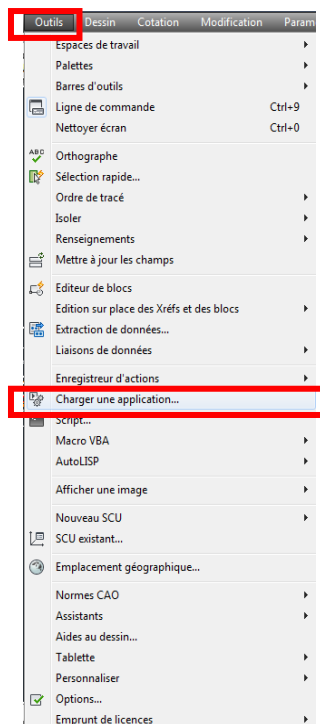 Outils Dessin Cotation Modification Param
Espaces de travail
Palettes
Barres d'outils
Ligne de commande Ctrl+9
Nettoyer écran Ctrl+0
ABC Orthographe
Sélection rapide...
Ordre de tracé
Isoler
Renseignements
Mettre à jour les champs
Editeur de blocs
Edition sur place des Xréfs et des blocs
Extraction de données...
Liaisons de données
Enregistreur d'actions
Charger une application...
Script...
Macro VBA
AutoLISP
Afficher une image
Nouveau SCU
SCU existant...
Emplacement géographique...
Normes CAO
Assistants
Aides au dessin...
Tablette
Personnaliser
Options...
Emprunt de licences